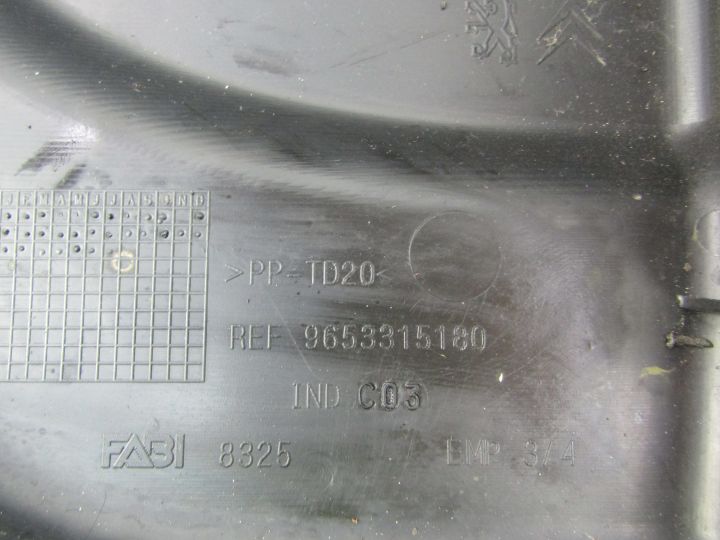 J F M A M J J A S O N D
>PP-TD20<
REF 9653315180
IND C03
FABI 8325 EMP 3/4